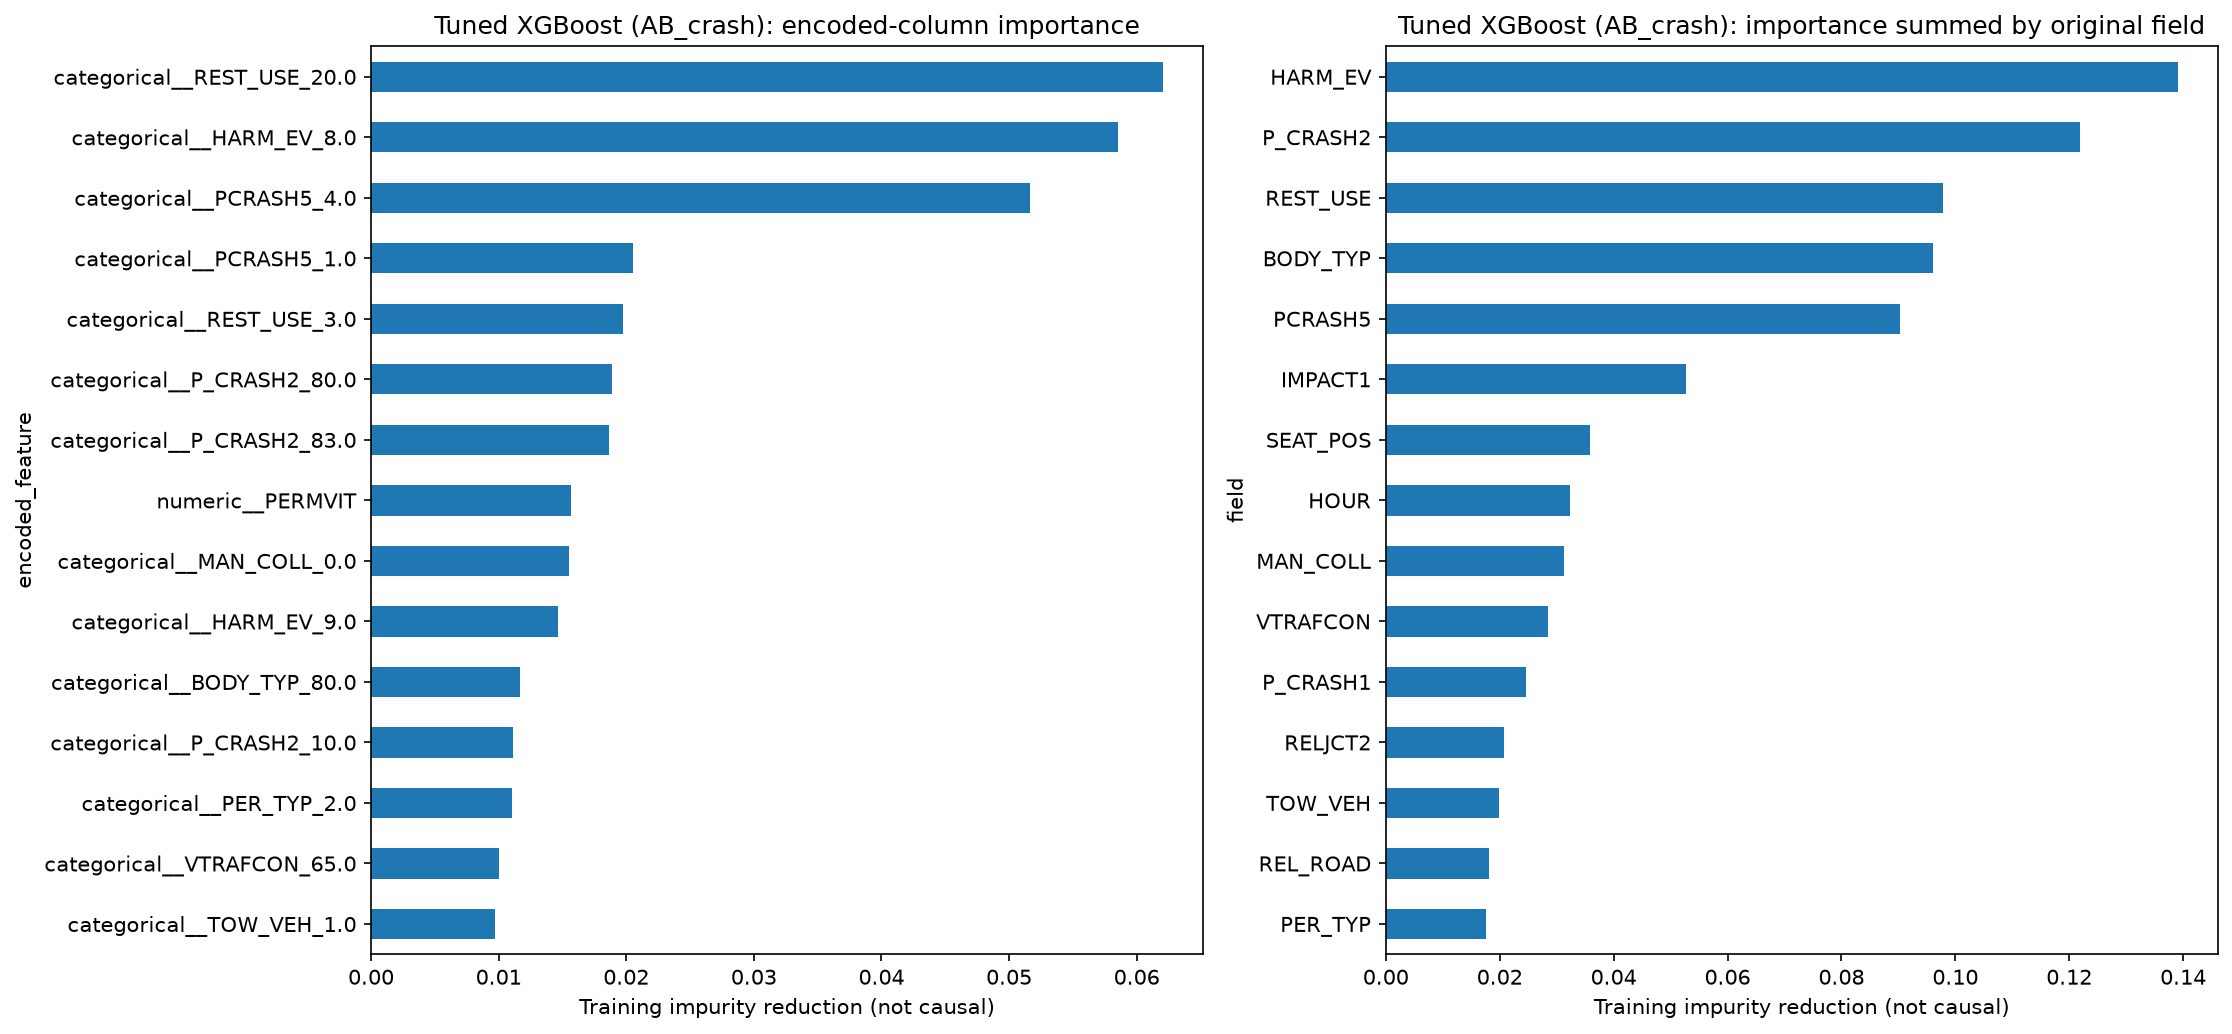 Tuned XGBoost (AB_crash): encoded-column importance
categorical__REST_USE_20.0
categorical__HARM_EV_8.0
categorical__PCRASH5_4.0
categorical__PCRASH5_1.0
categorical__REST_USE_3.0
categorical__P_CRASH2_80.0
categorical__P_CRASH2_83.0
numeric__PERMVIT
categorical__MAN_COLL_0.0
categorical__HARM_EV_9.0
categorical__BODY_TYP_80.0
categorical__P_CRASH2_10.0
categorical__PER_TYP_2.0
categorical__VTRAFCON_65.0
categorical__TOW_VEH_1.0
encoded_feature
0.00 0.01 0.02 0.03 0.04 0.05 0.06
Training impurity reduction (not causal)
Tuned XGBoost (AB_crash): importance summed by original field
HARM_EV
P_CRASH2
REST_USE
BODY_TYP
PCRASH5
IMPACT1
SEAT_POS
HOUR
MAN_COLL
VTRAFCON
P_CRASH1
RELJCT2
TOW_VEH
REL_ROAD
PER_TYP
field
0.00 0.02 0.04 0.06 0.08 0.10 0.12 0.14
Training impurity reduction (not causal)